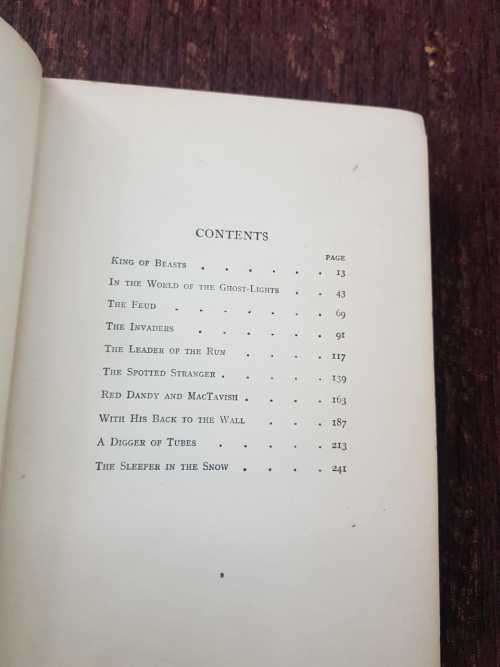 CONTENTS
PAGE
KING OF BEASTS . . . . . . 13
IN THE WORLD OF THE GHOST-LIGHTS . . 43
THE FEUD . . . . . . . 69
THE INVADERS . . . . . 91
THE LEADER OF THE RUN . . . . 117
THE SPOTTED STRANGER . . . . . 139
RED DANDY AND MACTAVISH . . . . 163
WITH HIS BACK TO THE WALL . . . 187
A DIGGER OF TUBES . . . . . 213
THE SLEEPER IN THE SNOW . . . . 241
9